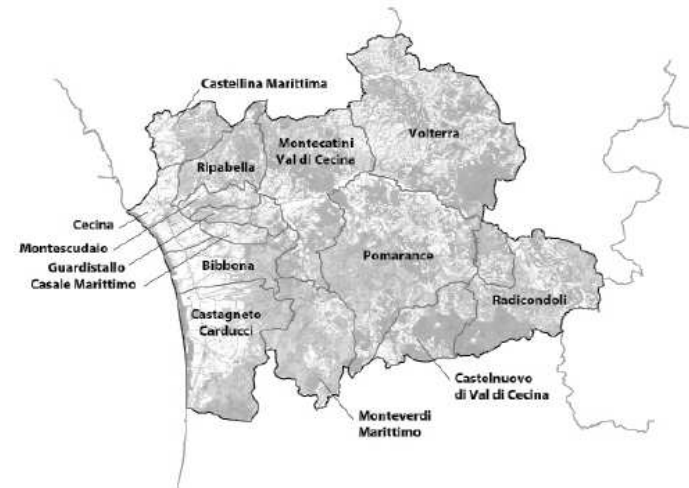 Castellina Marittima
Volterra
Montecatini
Val di Cecina
Ripabella
Cecina
Montescudaio
Guardistallo
Casale Marittimo
Bibbona
Pomarance
Radicondoli
Castagneto
Carducci
Castelnuovo
di Val di Cecina
Monteverdi
Marittimo